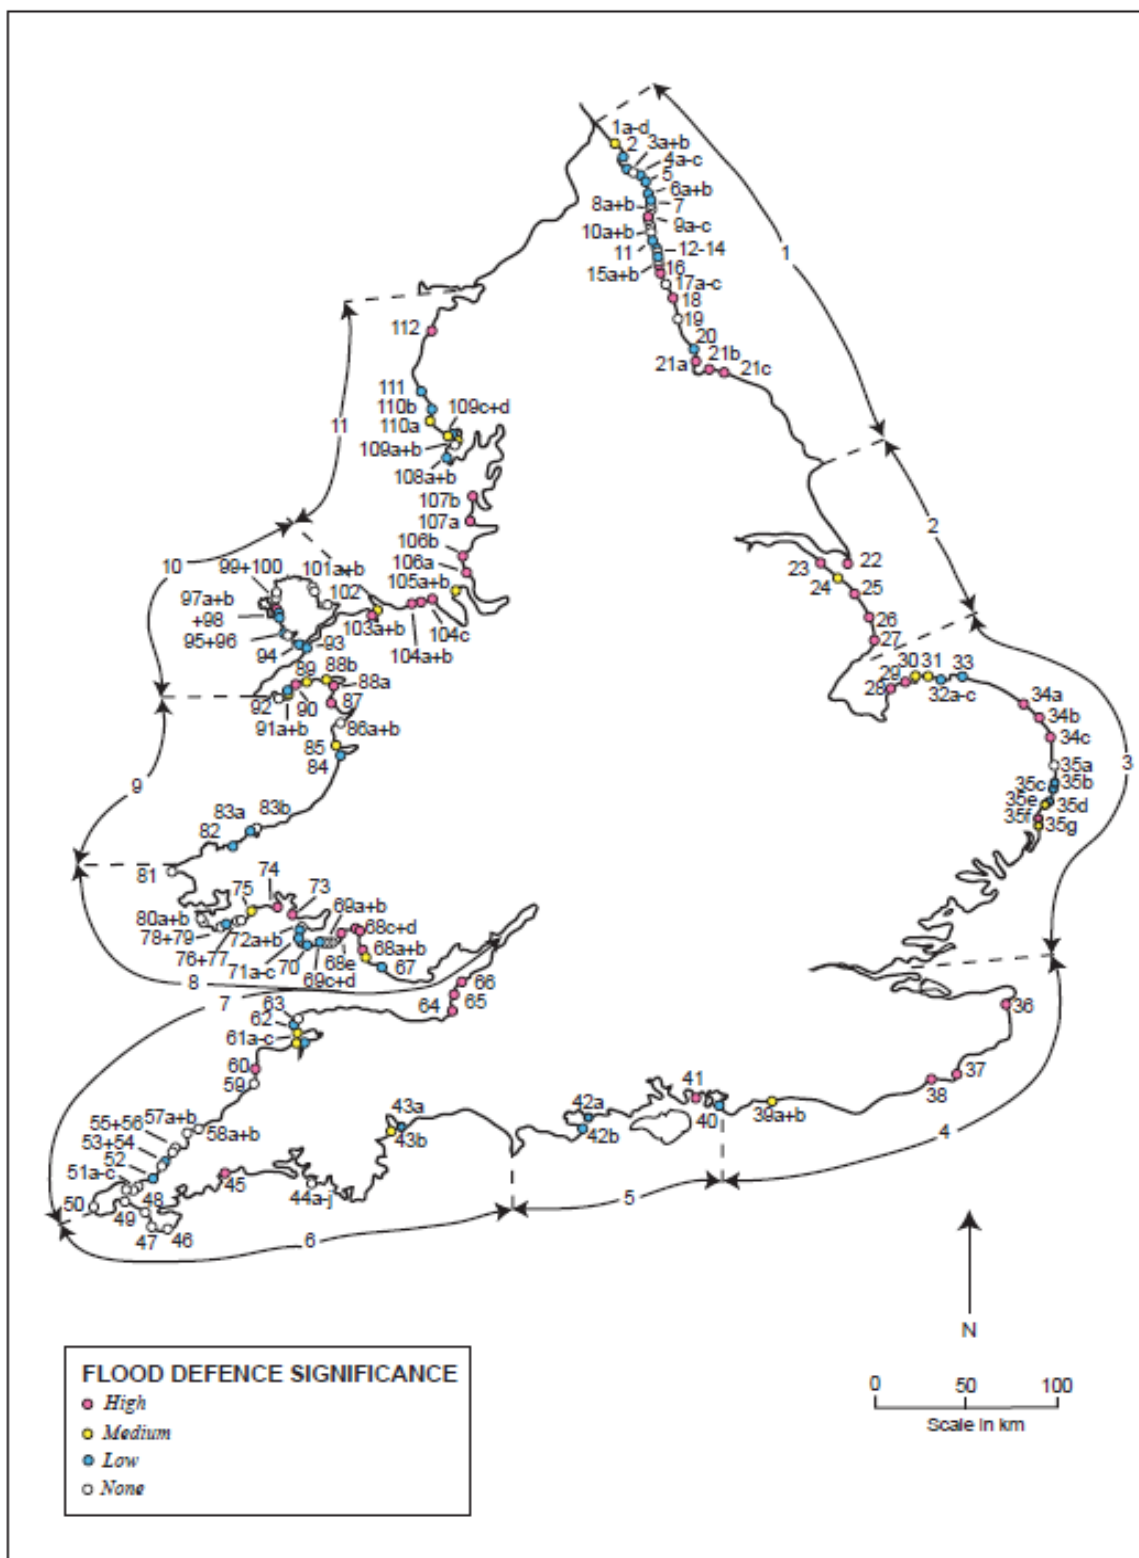 1a-d
2
3a+b
4a-c
5
6a+b
7
8a+b
9a-c
10a+b
11
12-14
15a+b
16
17a-c
18
19
20
21a
21b
21c
1
2
22
23
24
25
26
27
28
29
30
31
32a-c
33
34a
34b
34c
35a
35b
35c
35d
35e
35f
35g
3
36
37
38
39a+b
4
40
41
42a
42b
5
43a
43b
44a-j
45
46
47
48
49
50
6
51a-c
52
53+54
55+56
57a+b
58a+b
59
60
61a-c
62
63
64
65
66
7
67
68a+b
68c+d
68e
69a+b
69c+d
70
71a-c
72a+b
73
74
75
76+77
78+79
80a+b
81
8
82
83a
83b
84
85
86a+b
87
88a
88b
89
90
91a+b
92
9
93
94
95+96
97a+b
+98
99+100
101a+b
102
10
103a+b
104a+b
104c
105a+b
106a
106b
107a
107b
108a+b
109a+b
109c+d
110a
110b
111
112
11
N
0 50 100
Scale in km
FLOOD DEFENCE SIGNIFICANCE
High
Medium
Low
None